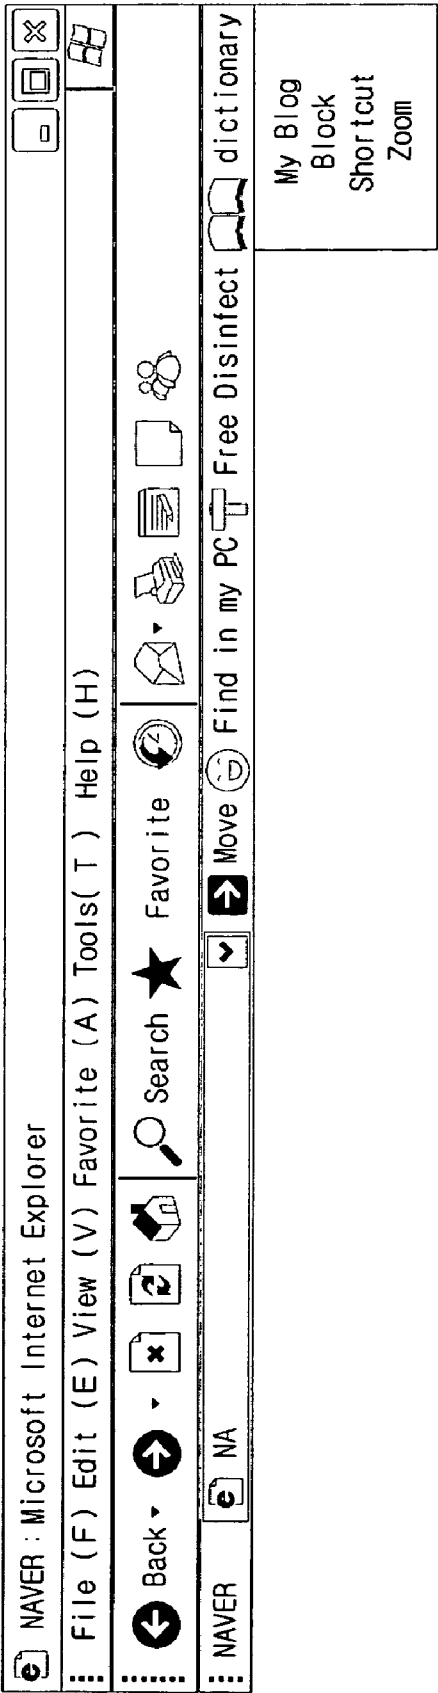 NAVER : Microsoft Internet Explorer
File (F) Edit (E) View (V) Favorite (A) Tools( T ) Help (H)
Back Search Favorite
NAVER NA Move Find in my PC Free Disinfect dictionary
My Blog
Block
Shortcut
Zoom